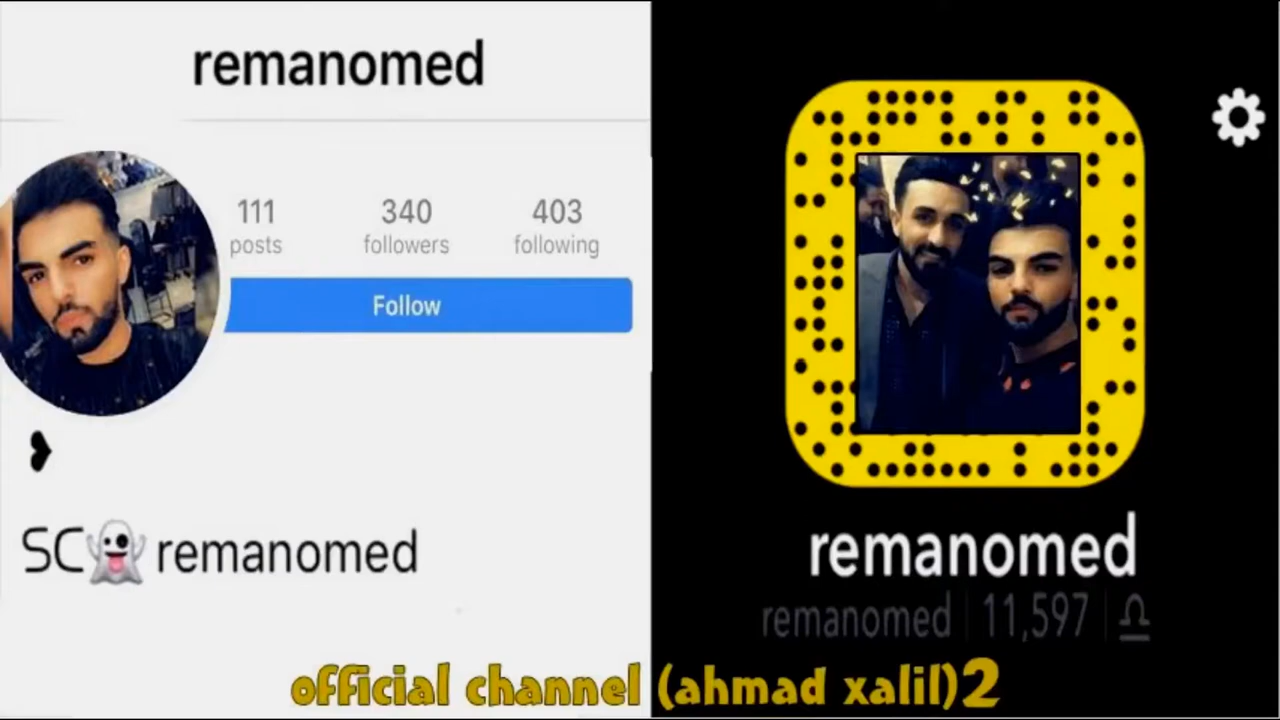 remanomed
111 340 403
posts followers following
Follow
SC👻remanomed
remanomed
remanomed | 11,597 | ♎
official channel (ahmad xalil)2